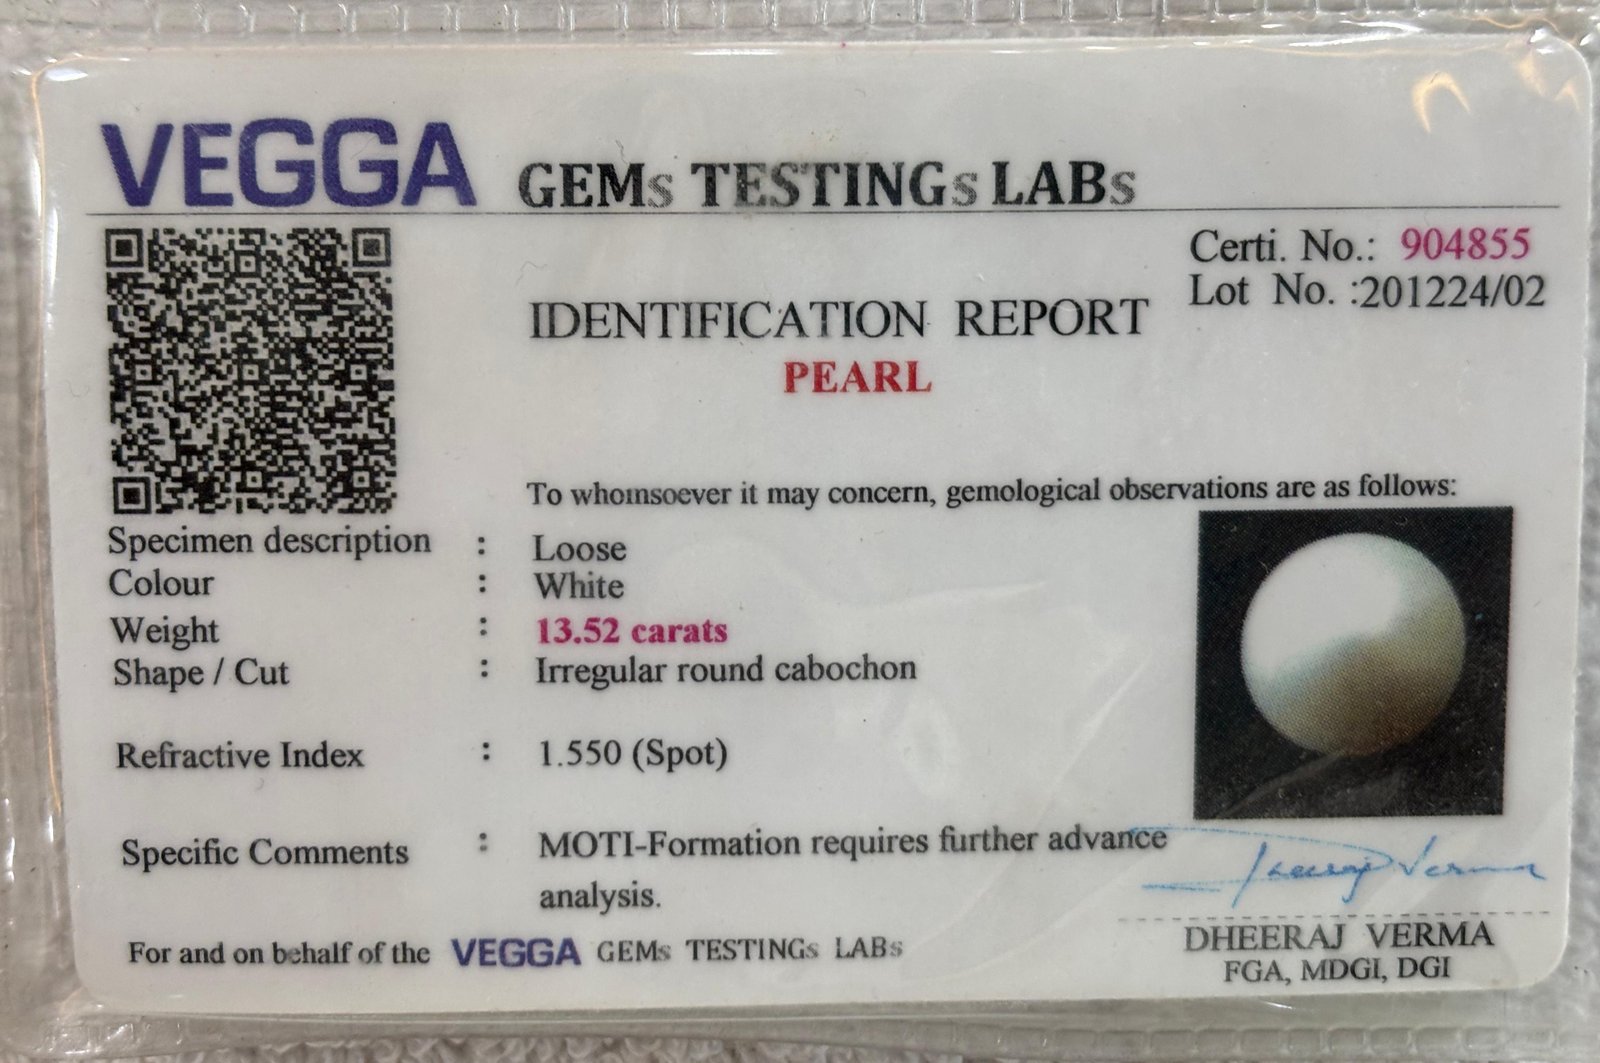 VEGGA GEMs TESTINGs LABs
Certi. No.: 904855
Lot No. :201224/02
IDENTIFICATION REPORT
PEARL
To whomsoever it may concern, gemological observations are as follows:
Specimen description : Loose
Colour : White
Weight : 13.52 carats
Shape / Cut : Irregular round cabochon
Refractive Index : 1.550 (Spot)
Specific Comments : MOTI-Formation requires further advance
analysis.
Dheeraj Verma
DHEERAJ VERMA
FGA, MDGI, DGI
For and on behalf of the VEGGA GEMs TESTINGs LABs